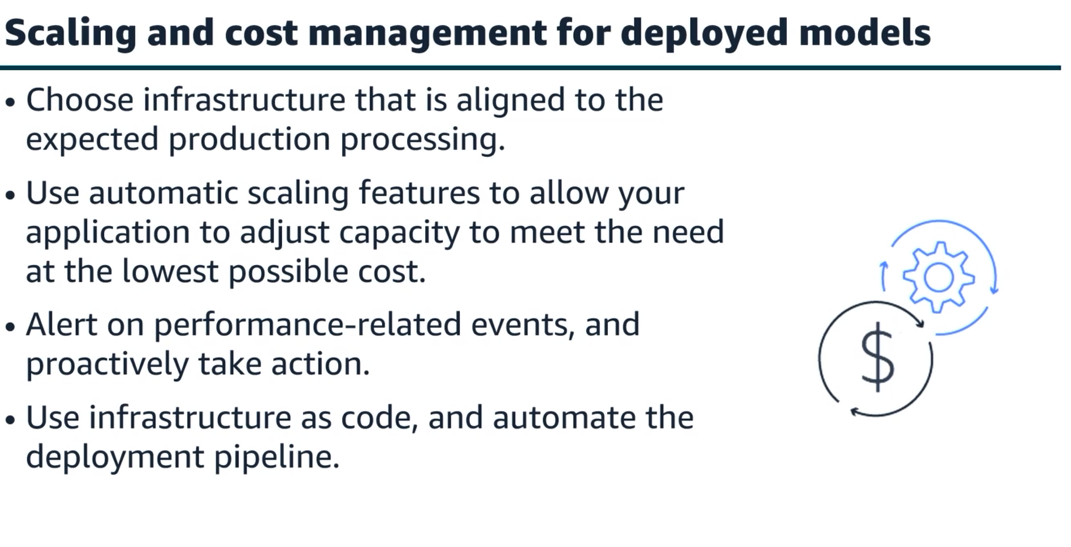 Scaling and cost management for deployed models
• Choose infrastructure that is aligned to the
expected production processing.
• Use automatic scaling features to allow your
application to adjust capacity to meet the need
at the lowest possible cost.
• Alert on performance-related events, and
proactively take action.
• Use infrastructure as code, and automate the
deployment pipeline.
$